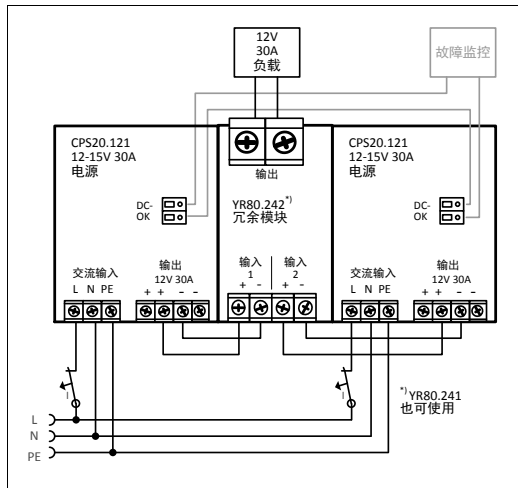 12V
30A
负载
故障监控
CPS20.121
12-15V 30A
电源
DC-
OK
交流输入
L N PE
输出
12V 30A
+ + - -
输出
YR80.242*)
冗余模块
输入
1
+ -
输入
2
+ -
CPS20.121
12-15V 30A
电源
DC-
OK
交流输入
L N PE
输出
12V 30A
+ + - -
I
I
*)YR80.241
也可使用
L
N
PE